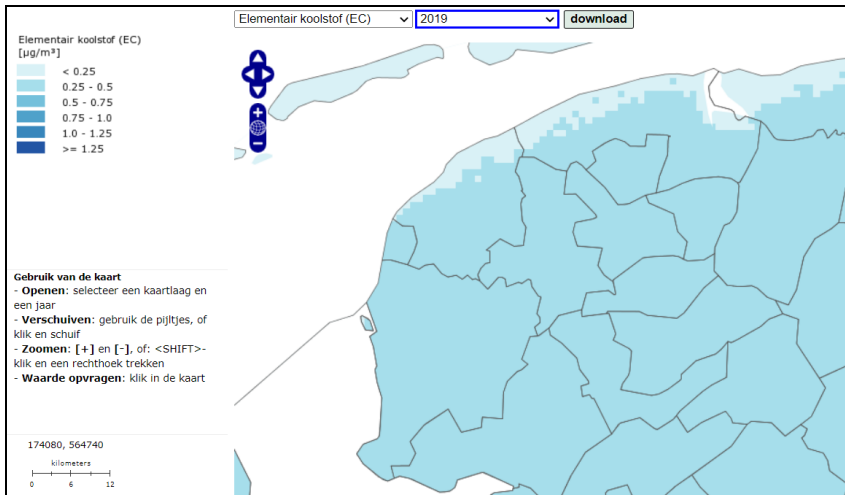 Elementair koolstof (EC)
2019
download
Elementair koolstof (EC)
[µg/m³]
< 0.25
0.25 - 0.5
0.5 - 0.75
0.75 - 1.0
1.0 - 1.25
>= 1.25
Gebruik van de kaart
- Openen: selecteer een kaartlaag en
een jaar
- Verschuiven: gebruik de pijltjes, of
klik en schuif
- Zoomen: [+] en [-], of: <SHIFT>-
klik en een rechthoek trekken
- Waarde opvragen: klik in de kaart
174080, 564740
kilometers
0 6 12